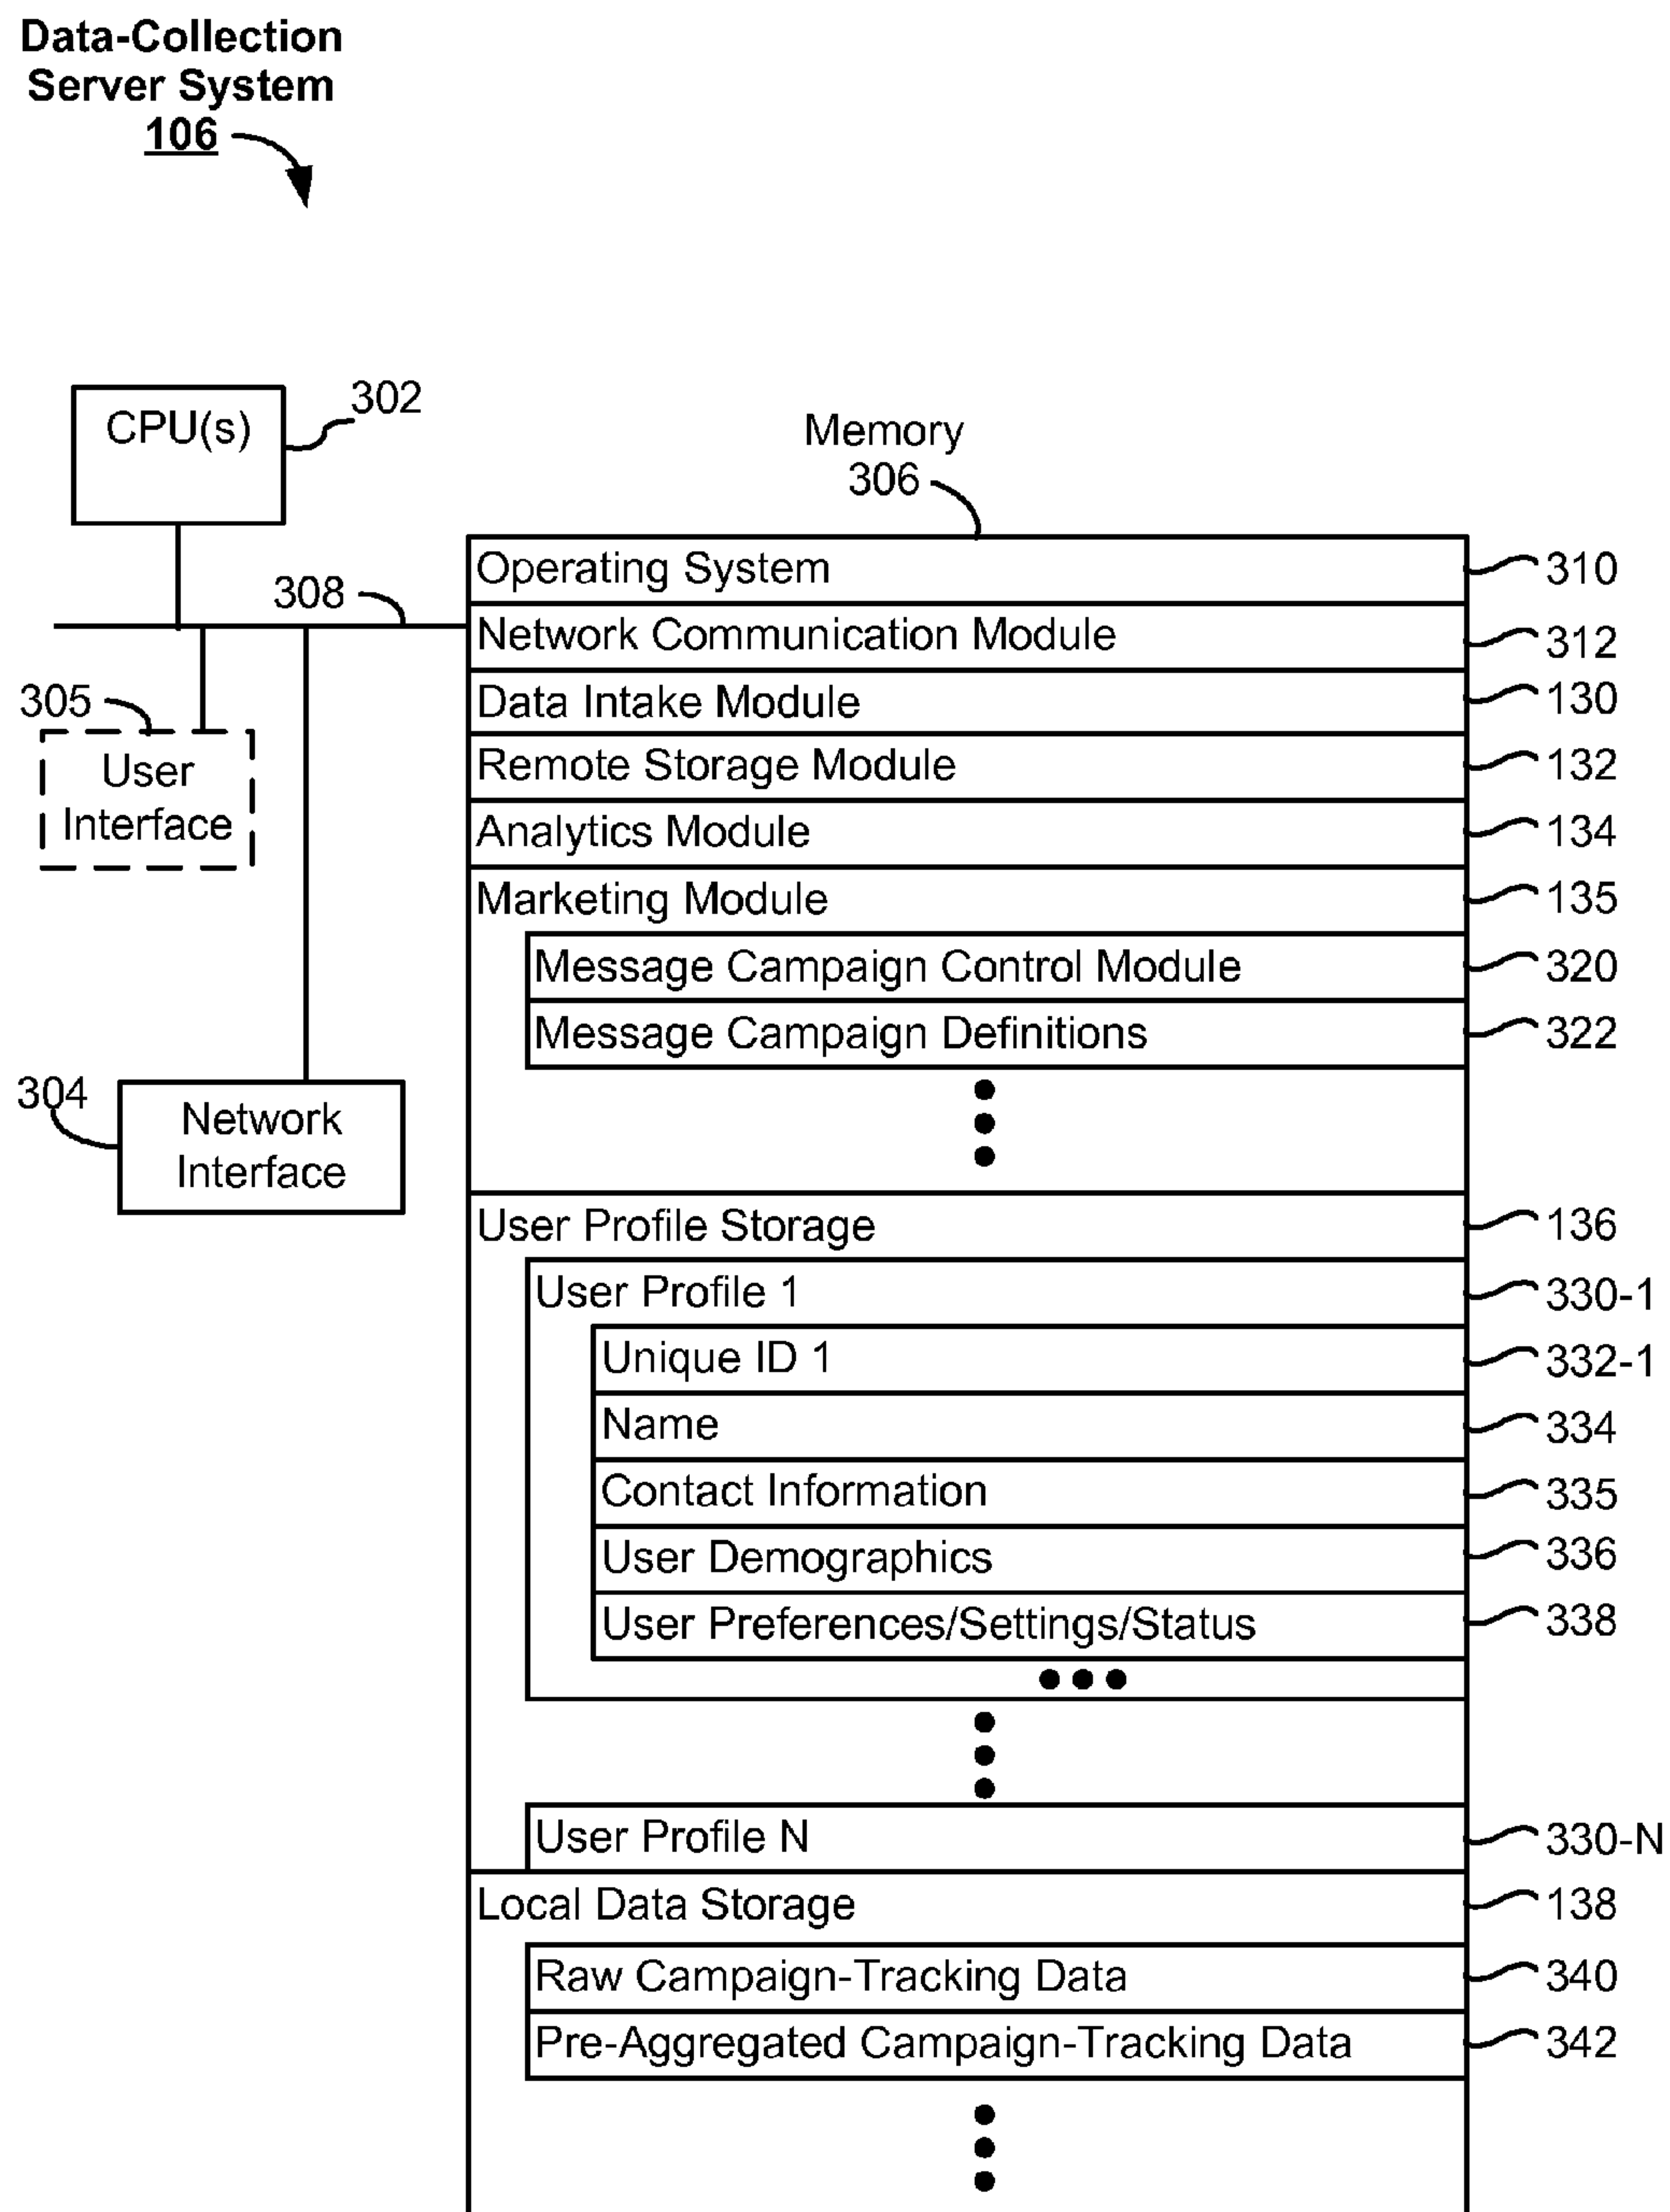 Data-Collection
Server System
106
CPU(s)
302
Memory
306
308
305
User
Interface
304
Network
Interface
Operating System 310
Network Communication Module 312
Data Intake Module 130
Remote Storage Module 132
Analytics Module 134
Marketing Module 135
Message Campaign Control Module 320
Message Campaign Definitions 322
User Profile Storage 136
User Profile 1 330-1
Unique ID 1 332-1
Name 334
Contact Information 335
User Demographics 336
User Preferences/Settings/Status 338
User Profile N 330-N
Local Data Storage 138
Raw Campaign-Tracking Data 340
Pre-Aggregated Campaign-Tracking Data 342